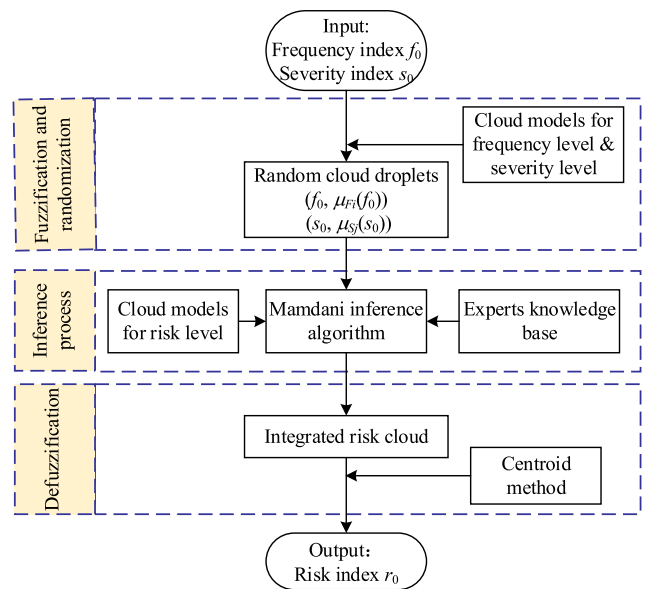 Input:
Frequency index f₀
Severity index s₀
Fuzzification and
randomization
Cloud models for
frequency level &
severity level
Random cloud droplets
(f₀, μFi(f₀))
(s₀, μSj(s₀))
Inference
process
Cloud models
for risk level
Mamdani inference
algorithm
Experts knowledge
base
Defuzzification
Integrated risk cloud
Centroid
method
Output：
Risk index r₀